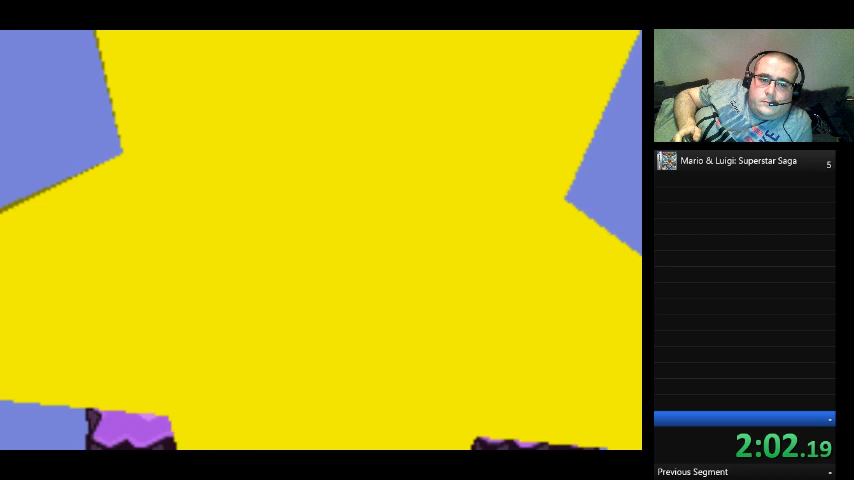 Mario & Luigi: Superstar Saga
5
-
2:02.19
Previous Segment -